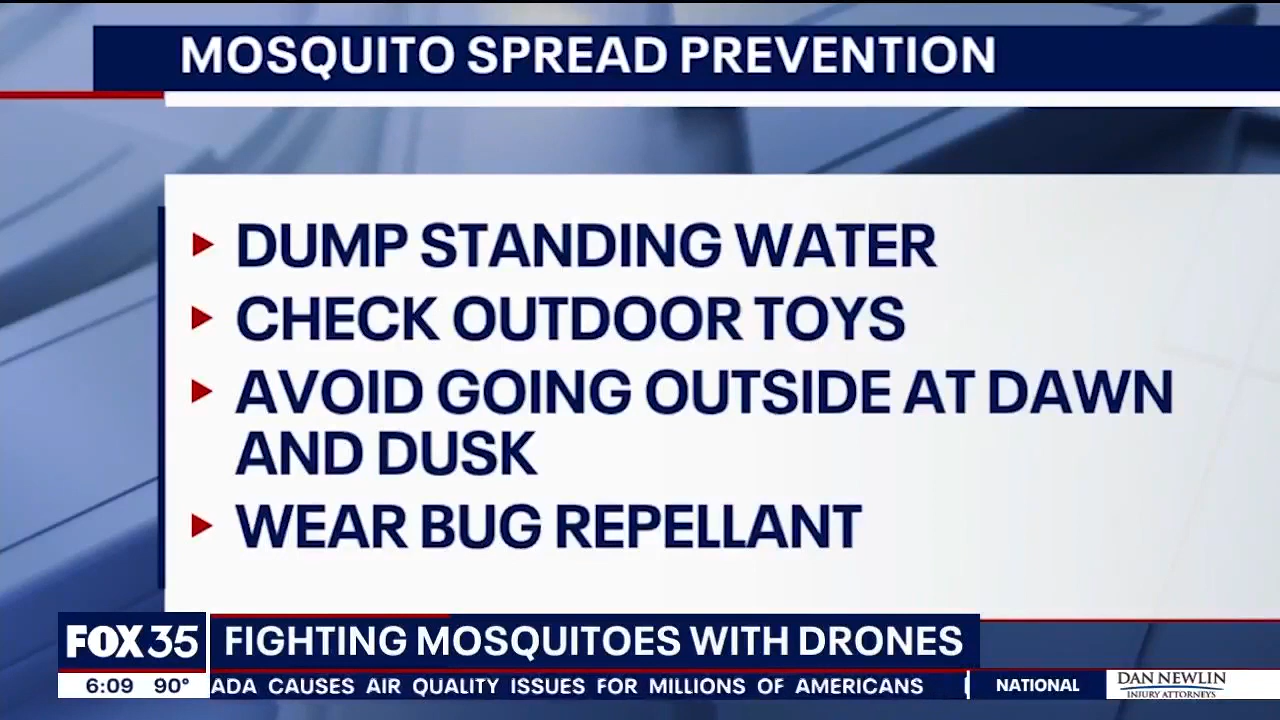 MOSQUITO SPREAD PREVENTION
DUMP STANDING WATER
CHECK OUTDOOR TOYS
AVOID GOING OUTSIDE AT DAWN
AND DUSK
WEAR BUG REPELLANT
FOX 35 FIGHTING MOSQUITOES WITH DRONES
6:09 90° ADA CAUSES AIR QUALITY ISSUES FOR MILLIONS OF AMERICANS NATIONAL DAN NEWLIN
INJURY ATTORNEYS